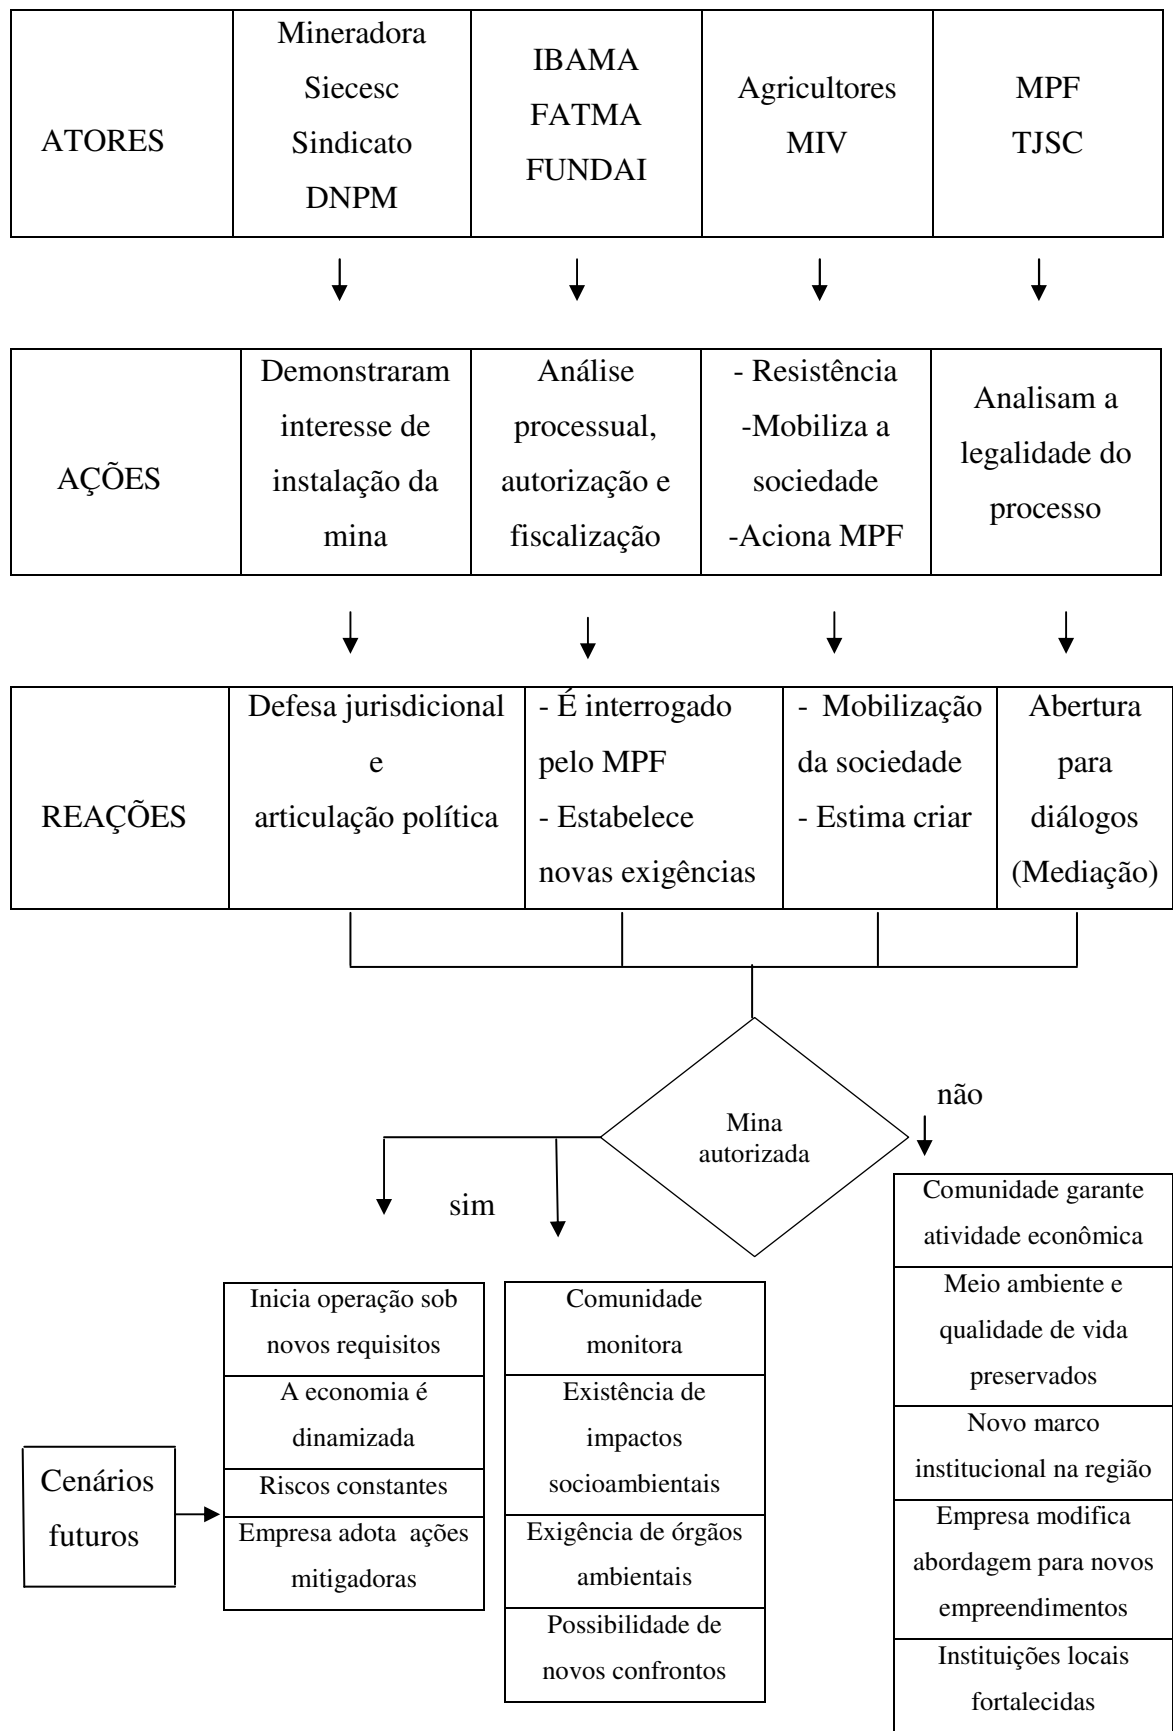 ATORES
Mineradora
Siecesc
Sindicato
DNPM
IBAMA
FATMA
FUNDAI
Agricultores
MIV
MPF
TJSC
AÇÕES
Demonstraram
interesse de
instalação da
mina
Análise
processual,
autorização e
fiscalização
- Resistência
-Mobiliza a
sociedade
-Aciona MPF
Analisam a
legalidade do
processo
REAÇÕES
Defesa jurisdicional
e
articulação política
- É interrogado
pelo MPF
- Estabelece
novas exigências
- Mobilização
da sociedade
- Estima criar
Abertura
para
diálogos
(Mediação)
Mina
autorizada
não
sim
Cenários
futuros
Inicia operação sob
novos requisitos
A economia é
dinamizada
Riscos constantes
Empresa adota ações
mitigadoras
Comunidade
monitora
Existência de
impactos
socioambientais
Exigência de órgãos
ambientais
Possibilidade de
novos confrontos
Comunidade garante
atividade econômica
Meio ambiente e
qualidade de vida
preservados
Novo marco
institucional na região
Empresa modifica
abordagem para novos
empreendimentos
Instituições locais
fortalecidas